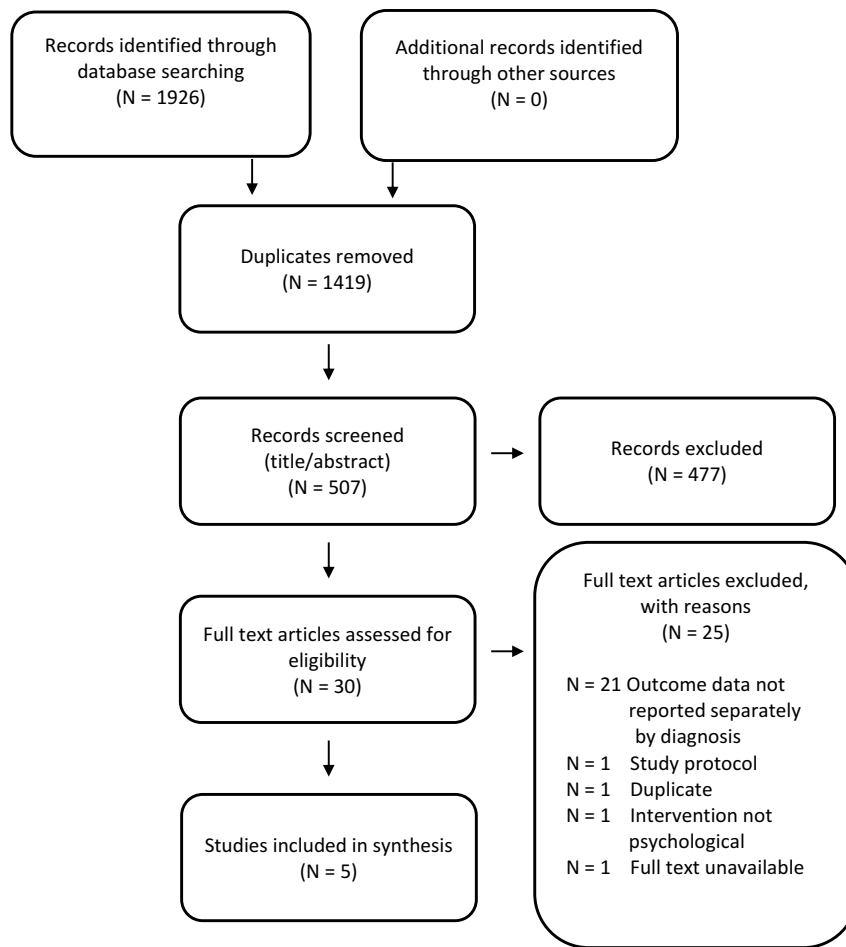 Records identified through
database searching
(N = 1926)
Additional records identified
through other sources
(N = 0)
Duplicates removed
(N = 1419)
Records screened
(title/abstract)
(N = 507)
Records excluded
(N = 477)
Full text articles assessed for
eligibility
(N = 30)
Full text articles excluded,
with reasons
(N = 25)
N = 21 Outcome data not
reported separately
by diagnosis
N = 1 Study protocol
N = 1 Duplicate
N = 1 Intervention not
psychological
N = 1 Full text unavailable
Studies included in synthesis
(N = 5)